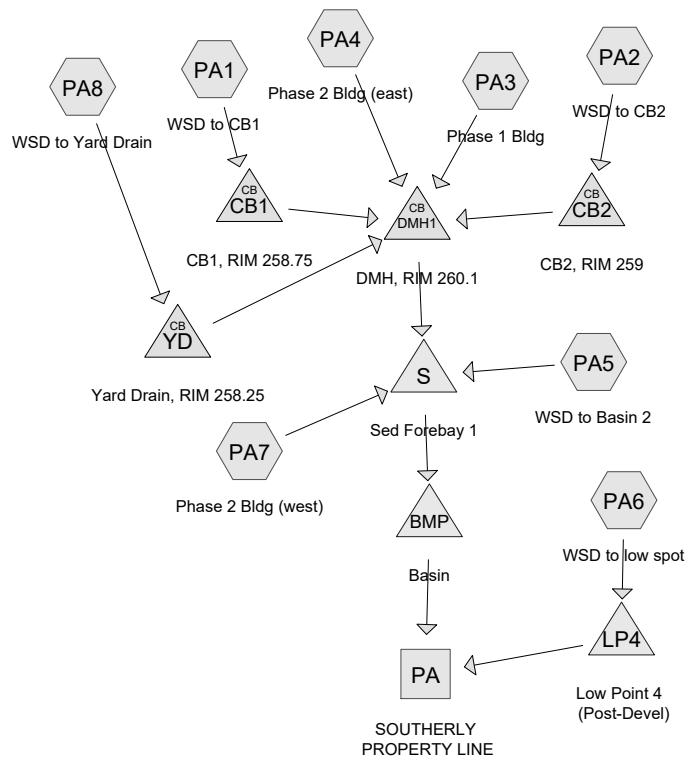 PA4
PA1
PA2
PA3
PA8
Phase 2 Bldg (east)
WSD to CB2
WSD to CB1
Phase 1 Bldg
WSD to Yard Drain
CB
CB1
CB
DMH1
CB
CB2
CB1, RIM 258.75
DMH, RIM 260.1
CB2, RIM 259
CB
YD
Yard Drain, RIM 258.25
S
PA5
WSD to Basin 2
Sed Forebay 1
PA7
Phase 2 Bldg (west)
BMP
PA6
WSD to low spot
Basin
LP4
PA
Low Point 4
(Post-Devel)
SOUTHERLY
PROPERTY LINE